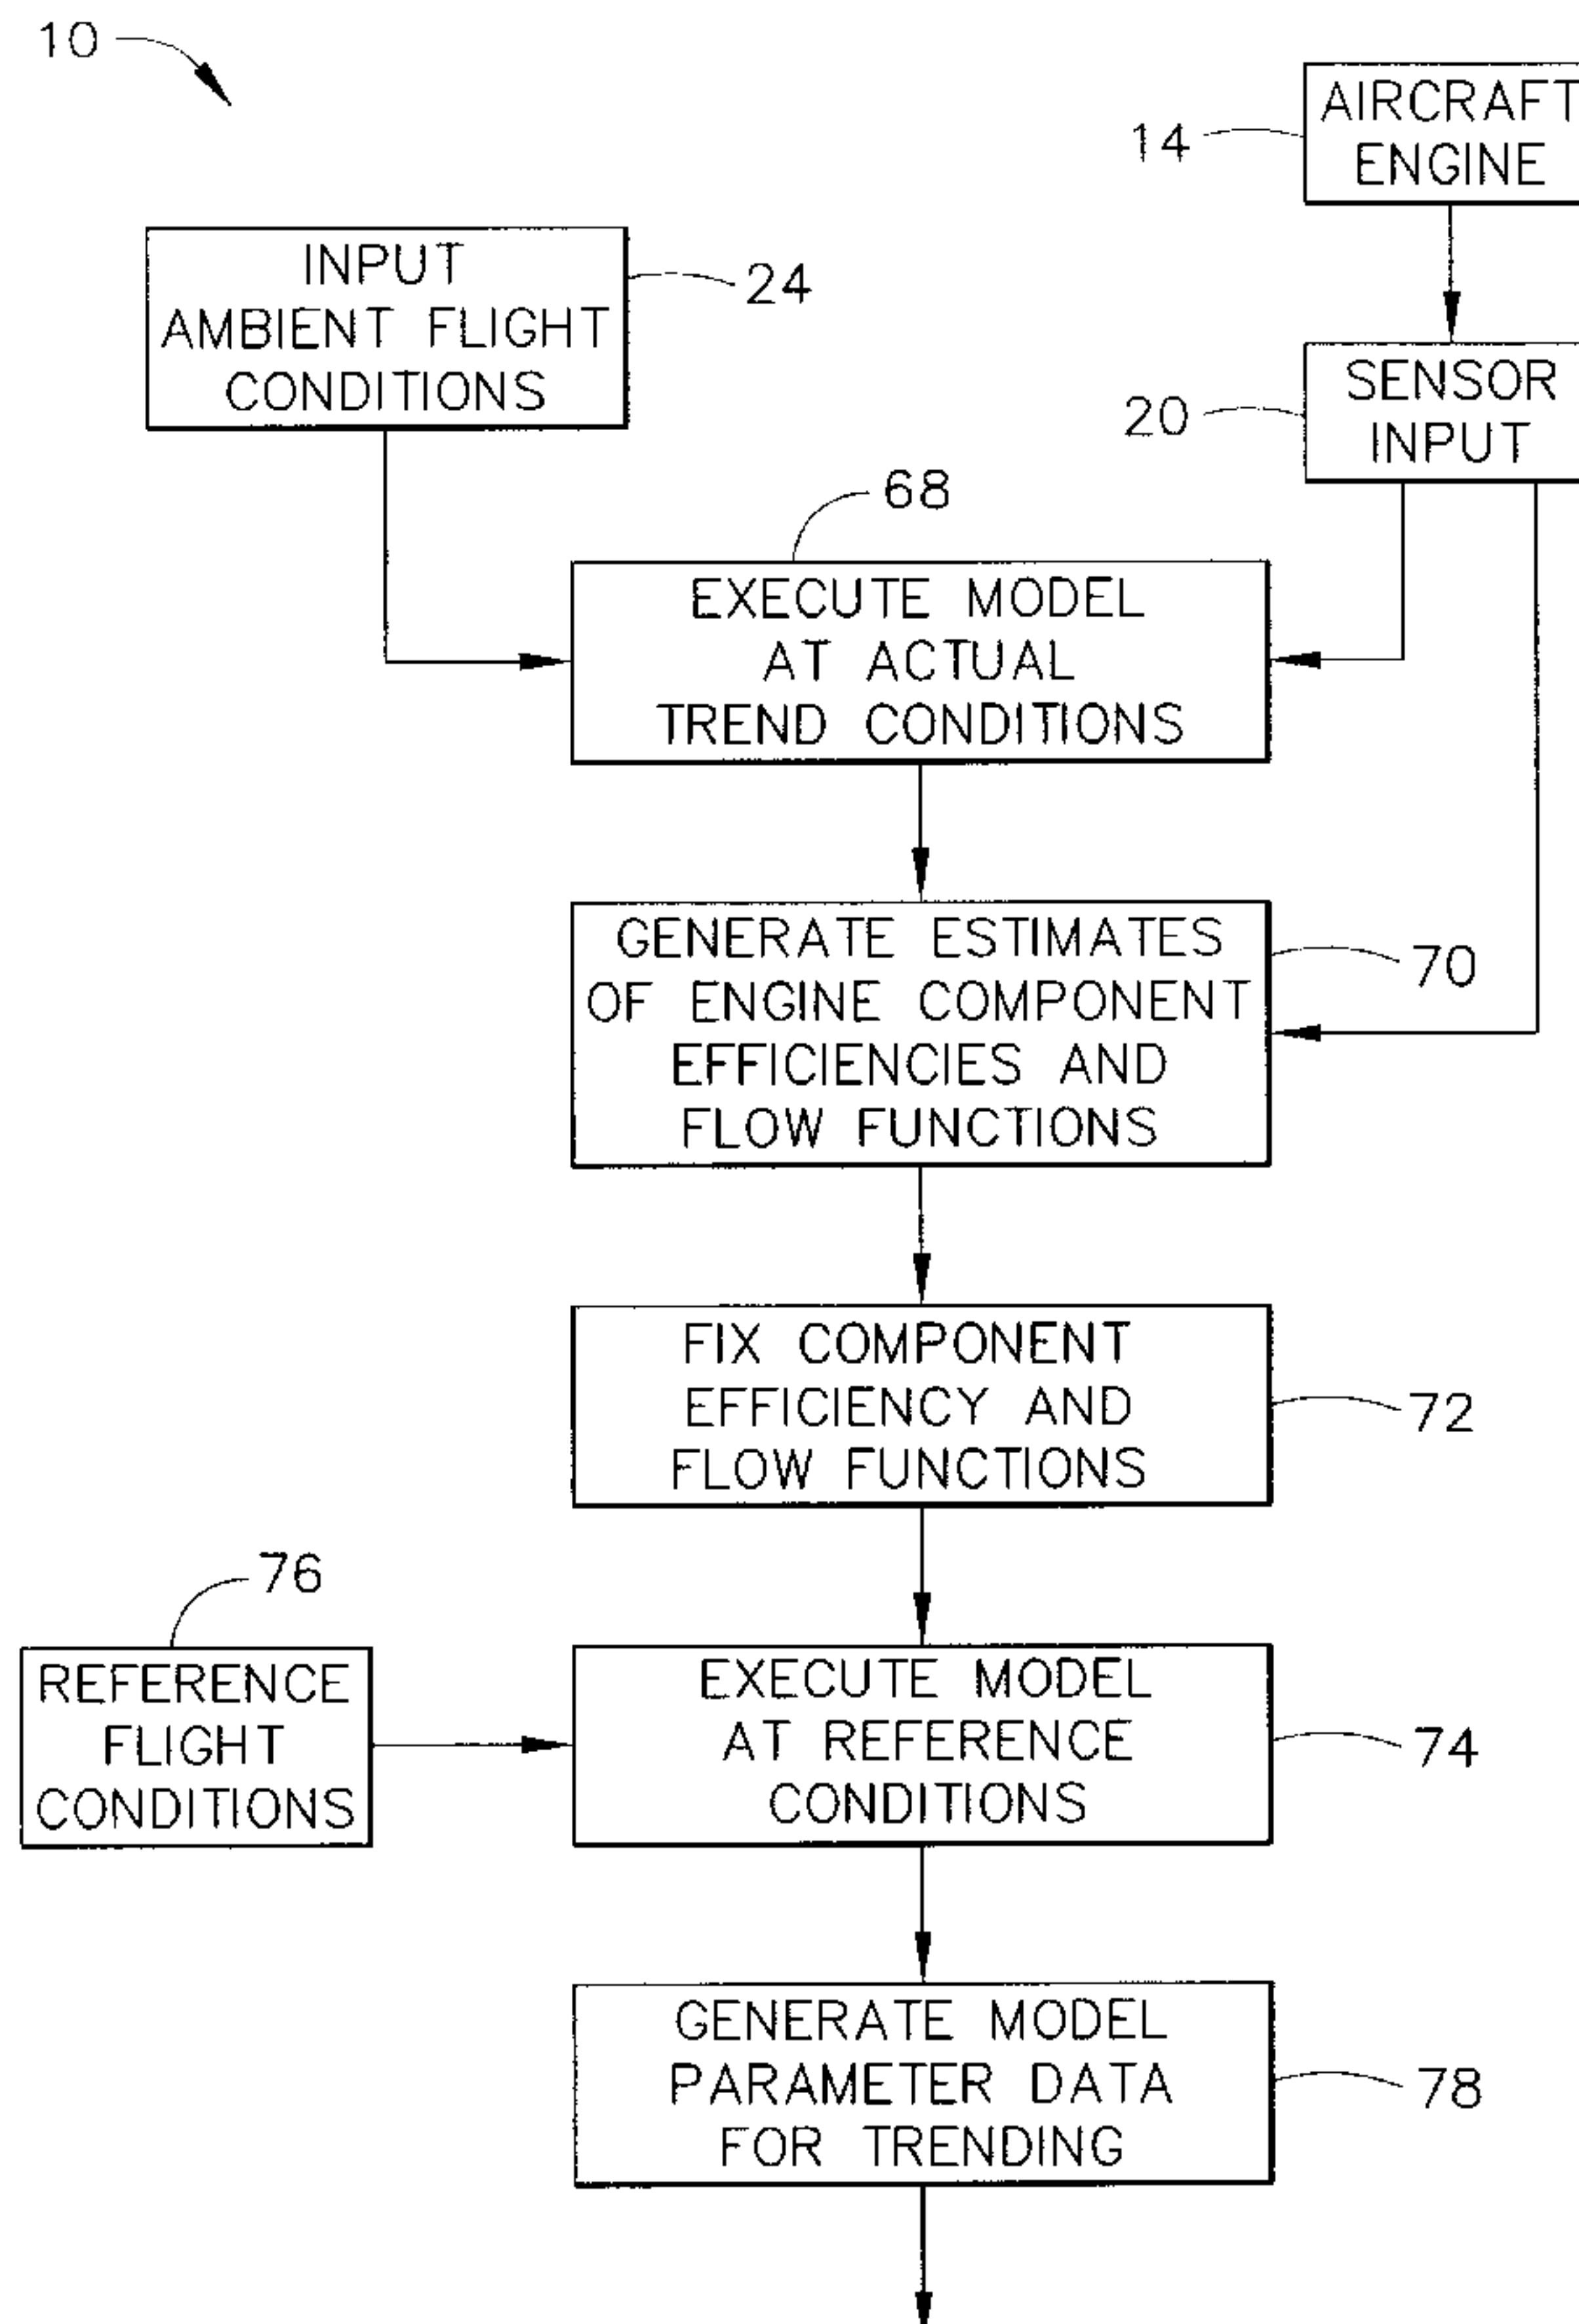 10
14
AIRCRAFT
ENGINE
INPUT
AMBIENT FLIGHT
CONDITIONS
24
20
SENSOR
INPUT
68
EXECUTE MODEL
AT ACTUAL
TREND CONDITIONS
GENERATE ESTIMATES
OF ENGINE COMPONENT
EFFICIENCIES AND
FLOW FUNCTIONS
70
FIX COMPONENT
EFFICIENCY AND
FLOW FUNCTIONS
72
76
REFERENCE
FLIGHT
CONDITIONS
EXECUTE MODEL
AT REFERENCE
CONDITIONS
74
GENERATE MODEL
PARAMETER DATA
FOR TRENDING
78